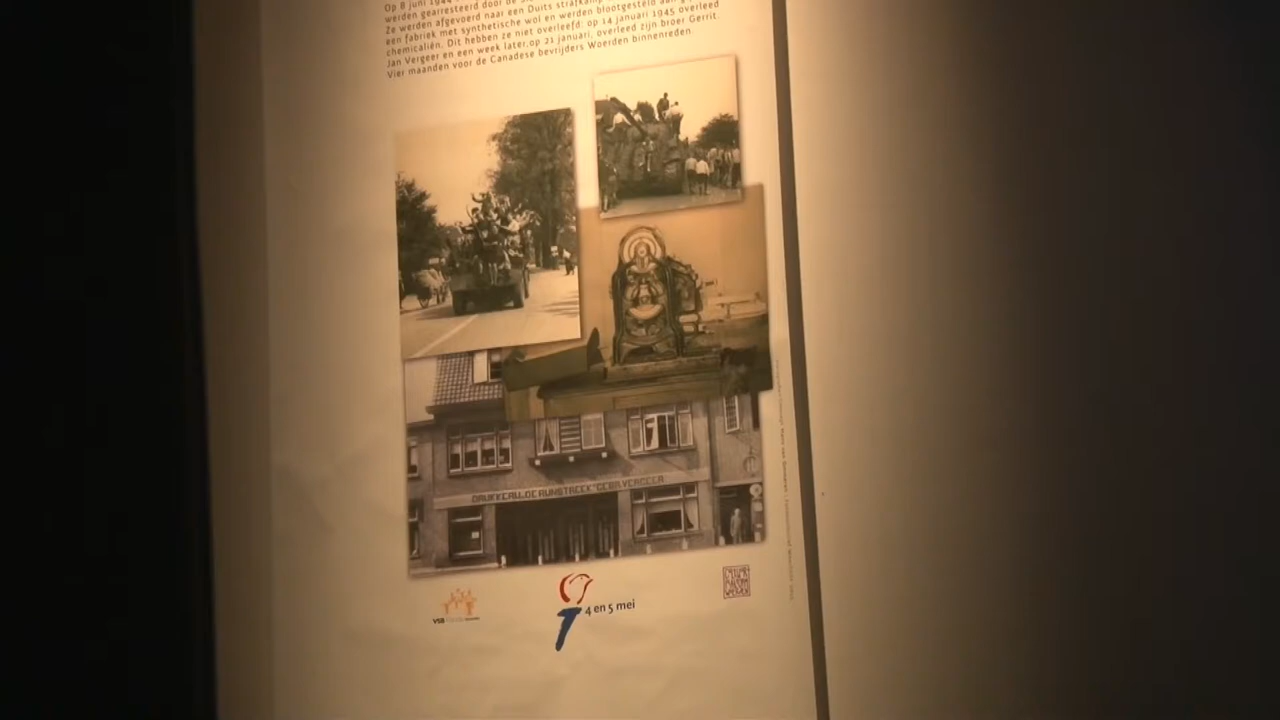 Op 8 juni 1944
werden gearresteerd door de
Ze werden afgevoerd naar een Duits strafkamp
een fabriek met synthetische wol en werden blootgesteld aan
chemicaliën. Dit hebben ze niet overleefd: op 14 januari 1945 overleed
Jan Vergeer en een week later, op 21 januari, overleed zijn broer Gerrit.
Vier maanden voor de Canadese bevrijders Woerden binnenreden.
DRUKKERIJ DE RIJNSTREEK GEBR. VERGEER
VSB
4 en 5 mei